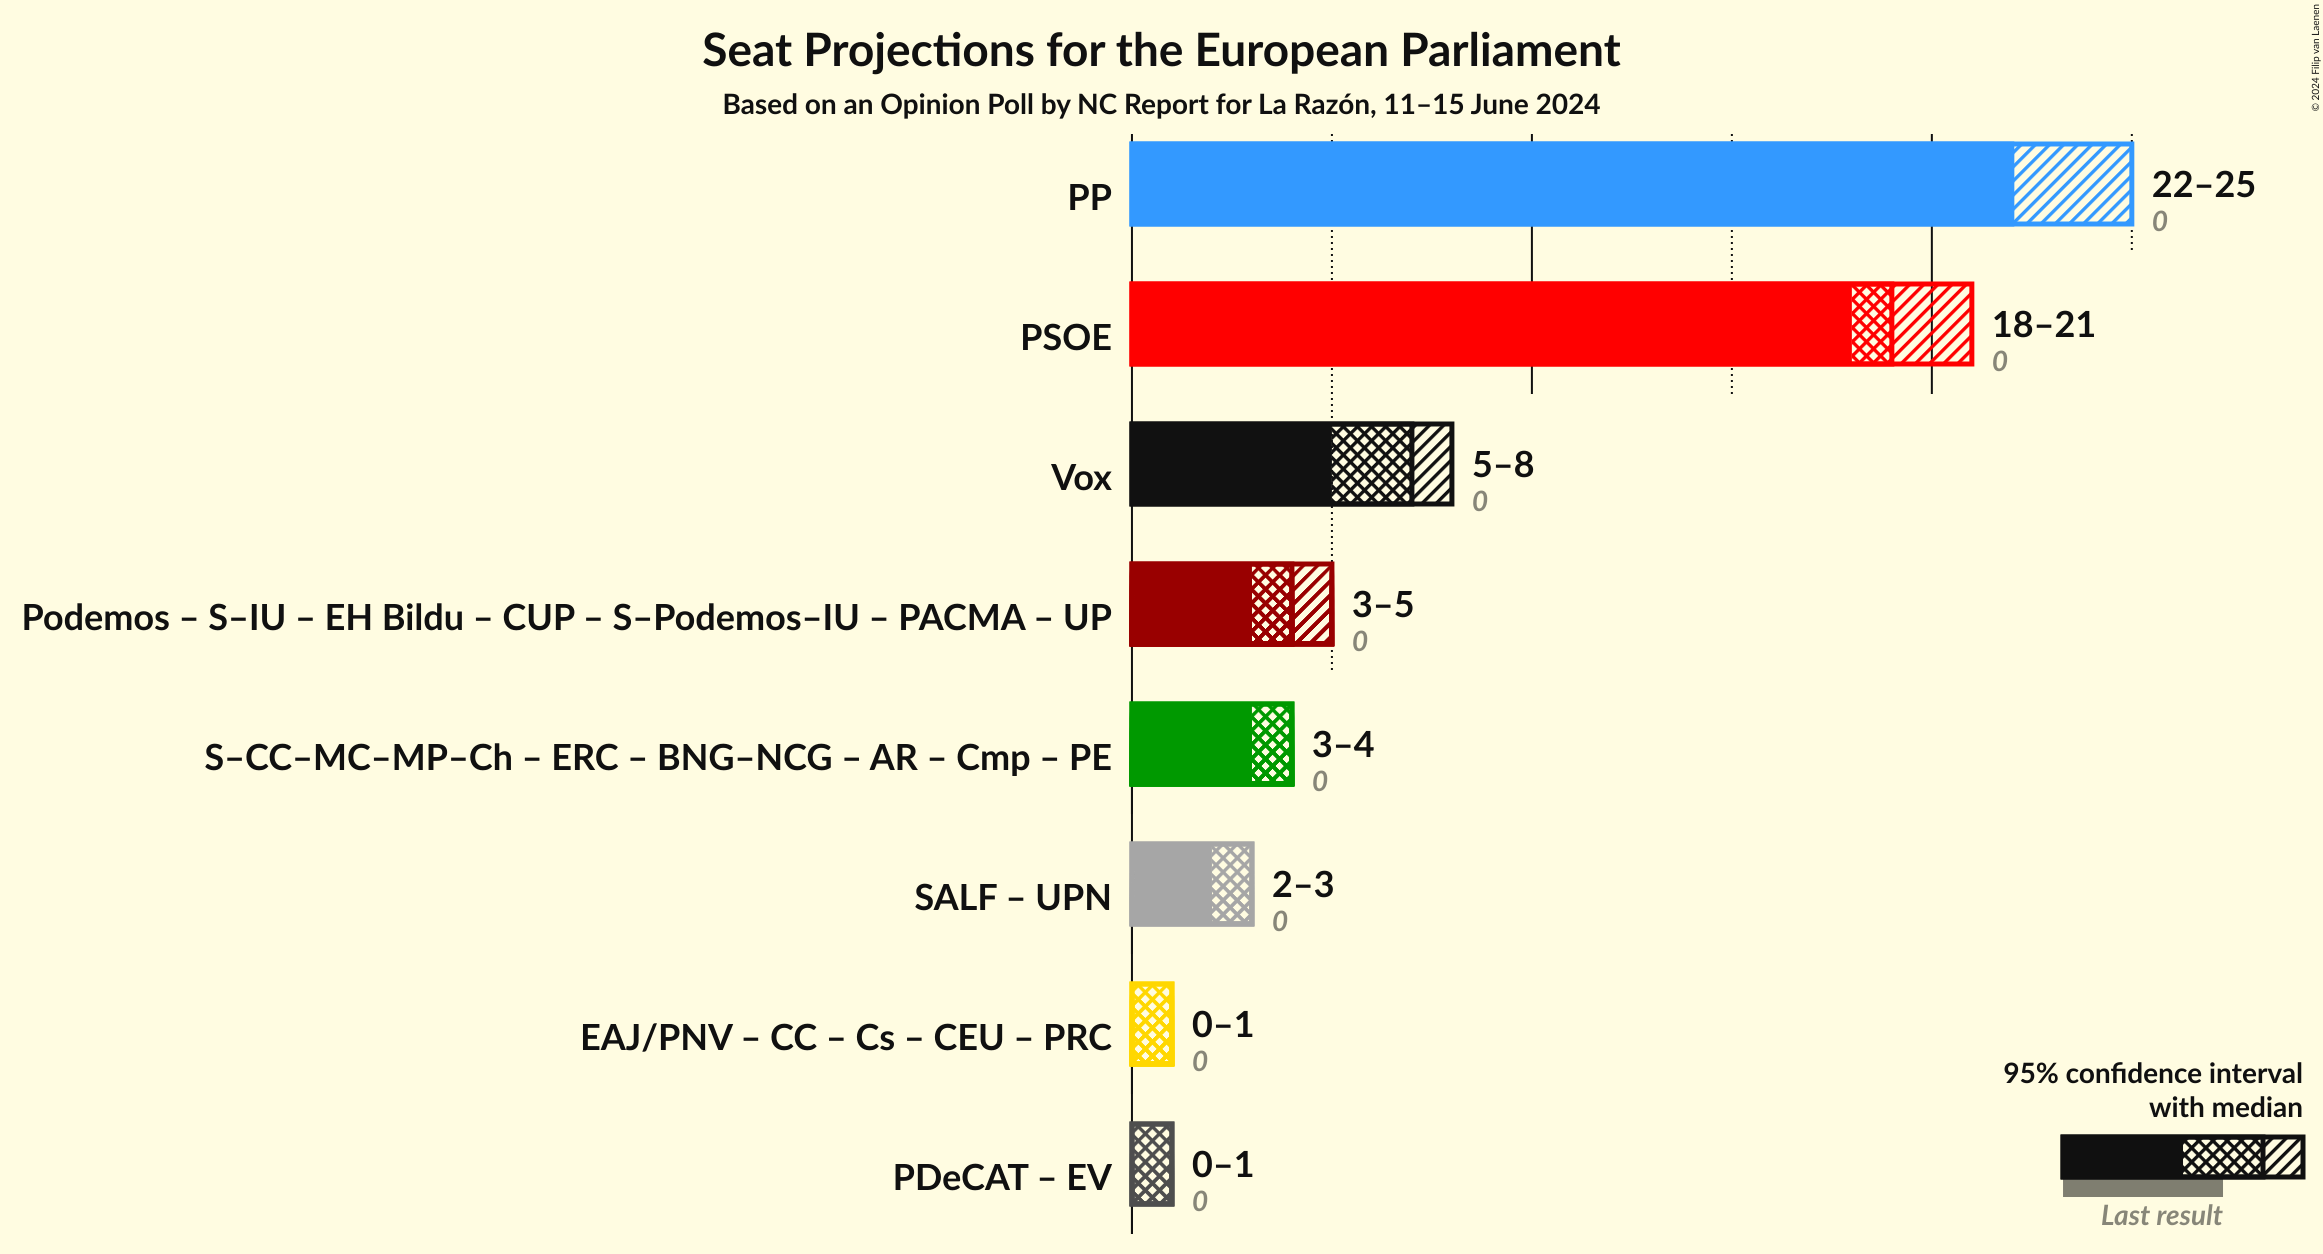 Seat Projections for the European Parliament
Based on an Opinion Poll by NC Report for La Razón, 11–15 June 2024
© 2024 Filip van Laenen
PP
22–25
0
PSOE
18–21
0
Vox
5–8
0
Podemos – S–IU – EH Bildu – CUP – S–Podemos–IU – PACMA – UP
3–5
0
S–CC–MC–MP–Ch – ERC – BNG–NCG – AR – Cmp – PE
3–4
0
SALF – UPN
2–3
0
EAJ/PNV – CC – Cs – CEU – PRC
0–1
0
PDeCAT – EV
0–1
0
95% confidence interval
with median
Last result